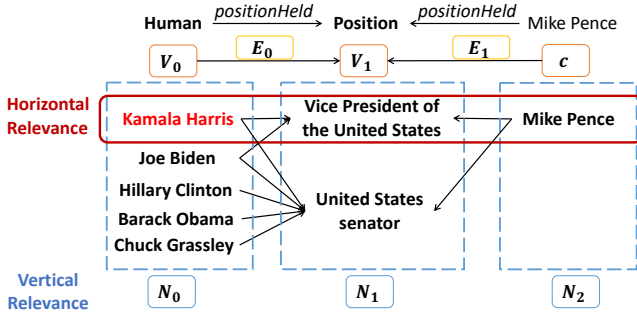 Human positionHeld Position positionHeld Mike Pence
V₀ E₀ V₁ E₁ c
Horizontal
Relevance
Kamala Harris
Vice President of
the United States
Mike Pence
Joe Biden
Hillary Clinton
Barack Obama
Chuck Grassley
United States
senator
Vertical
Relevance
N₀ N₁ N₂